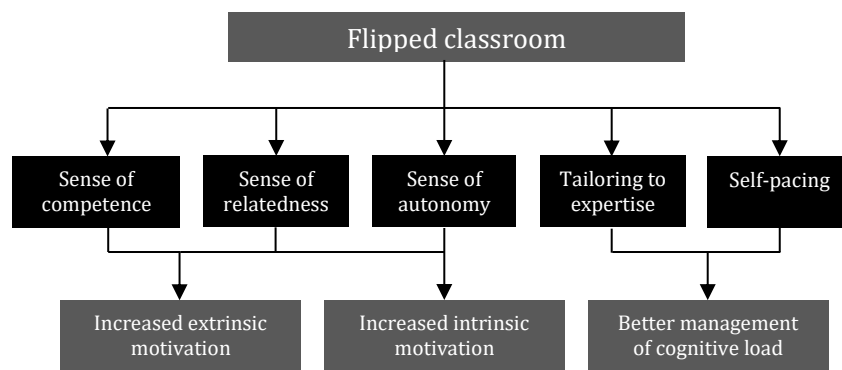 Flipped classroom
Sense of
competence
Sense of
relatedness
Sense of
autonomy
Tailoring to
expertise
Self-pacing
Increased extrinsic
motivation
Increased intrinsic
motivation
Better management
of cognitive load